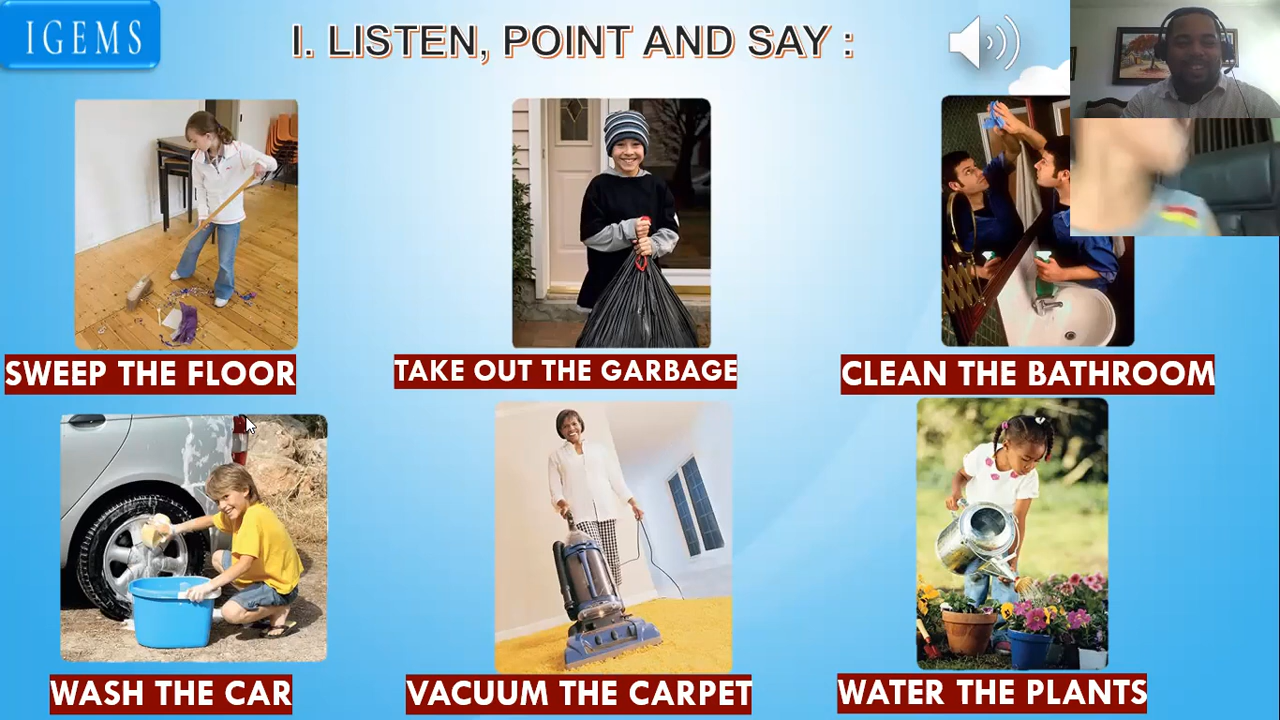 IGEMS
I. LISTEN, POINT AND SAY :
SWEEP THE FLOOR
TAKE OUT THE GARBAGE
CLEAN THE BATHROOM
WASH THE CAR
VACUUM THE CARPET
WATER THE PLANTS